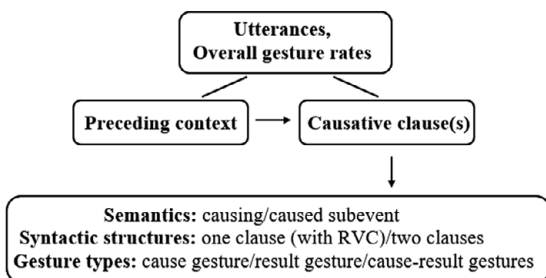 Utterances,
Overall gesture rates
Preceding context
Causative clause(s)
Semantics: causing/caused subevent
Syntactic structures: one clause (with RVC)/two clauses
Gesture types: cause gesture/result gesture/cause-result gestures